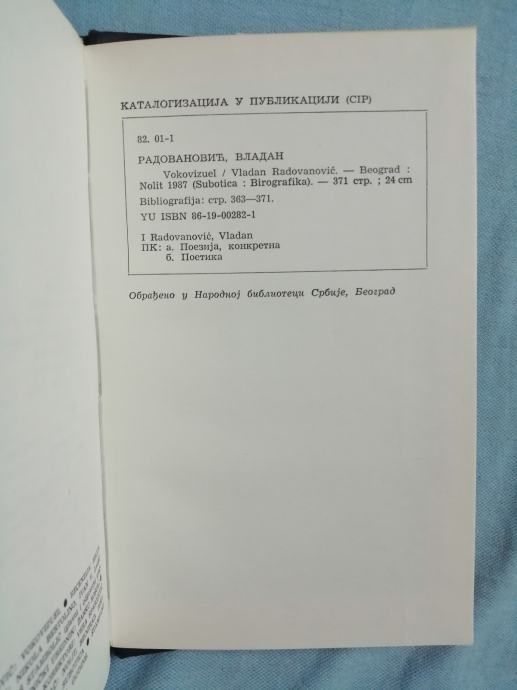 КАТАЛОГИЗАЦИЈА У ПУБЛИКАЦИЈИ (CIP)
82. 01-1
РАДОВАНОВИЋ, ВЛАДАН
Vokovizuel / Vladan Radovanović. — Beograd :
Nolit 1987 (Subotica : Birografika). — 371 стр. ; 24 cm
Bibliografija: стр. 363—371.
YU ISBN 86-19-00282-1
I Radovanović, Vladan
ПК: а. Поезија, конкретна
б. Поетика
Обрађено у Народној библиотеци Србије, Београд